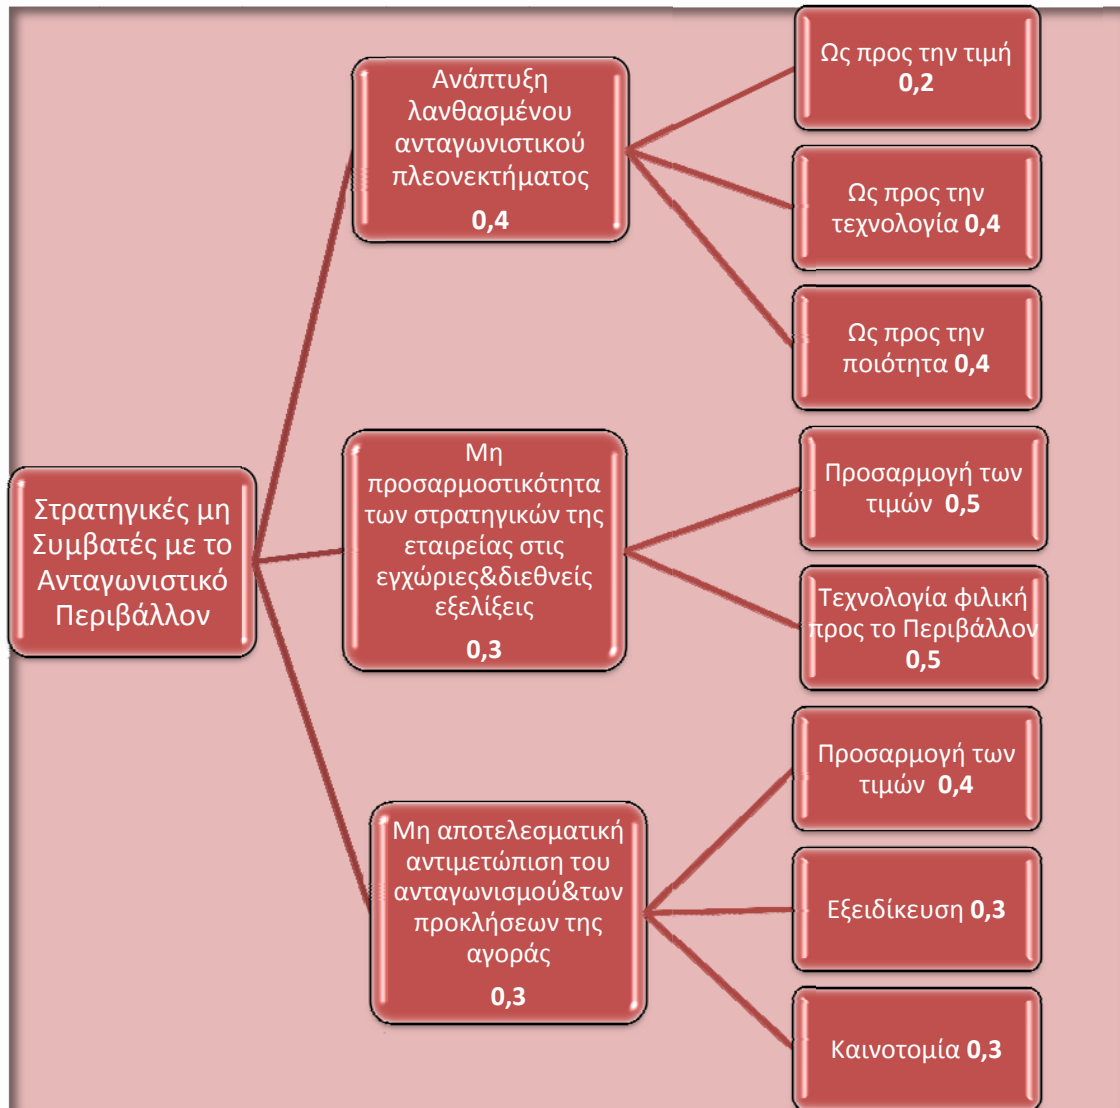 Στρατηγικές μη
Συμβατές με το
Ανταγωνιστικό
Περιβάλλον
Ανάπτυξη
λανθασμένου
ανταγωνιστικού
πλεονεκτήματος
0,4
Ως προς την τιμή
0,2
Ως προς την
τεχνολογία 0,4
Ως προς την
ποιότητα 0,4
Μη
προσαρμοστικότητα
των στρατηγικών της
εταιρείας στις
εγχώριες&διεθνείς
εξελίξεις
0,3
Προσαρμογή των
τιμών 0,5
Τεχνολογία φιλική
προς το Περιβάλλον
0,5
Μη αποτελεσματική
αντιμετώπιση του
ανταγωνισμού&των
προκλήσεων της
αγοράς
0,3
Προσαρμογή των
τιμών 0,4
Εξειδίκευση 0,3
Καινοτομία 0,3